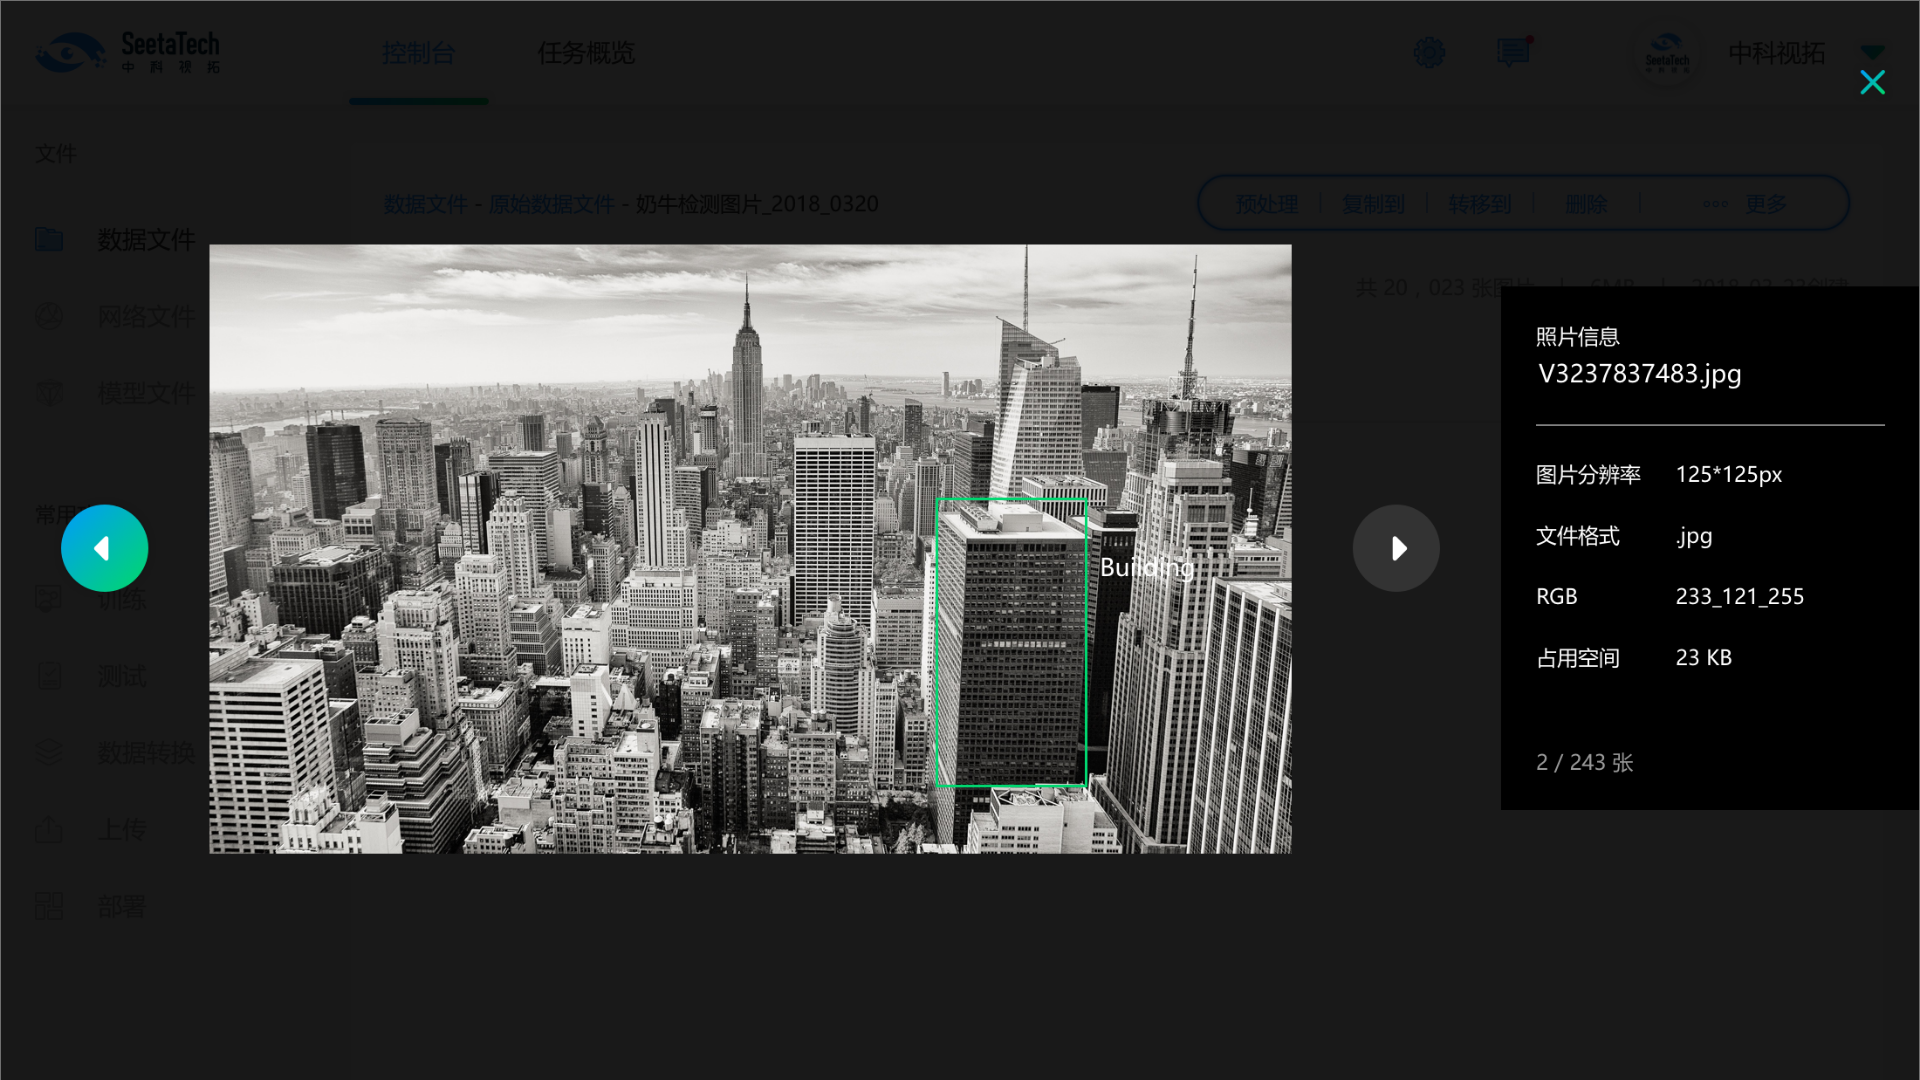 SeetaTech
中科视拓
控制台
任务概览
SeetaTech
中科视拓
中科视拓
文件
数据文件 - 原始数据文件 - 奶牛检测图片_2018_0320
预处理
复制到
转移到
删除
更多
数据文件
共 20，023 张图片
网络文件
照片信息
V3237837483.jpg
模型文件
图片分辨率 125*125px
常用
文件格式 .jpg
Building
训练
RGB 233_121_255
占用空间 23 KB
测试
数据转换
2 / 243 张
上传
部署